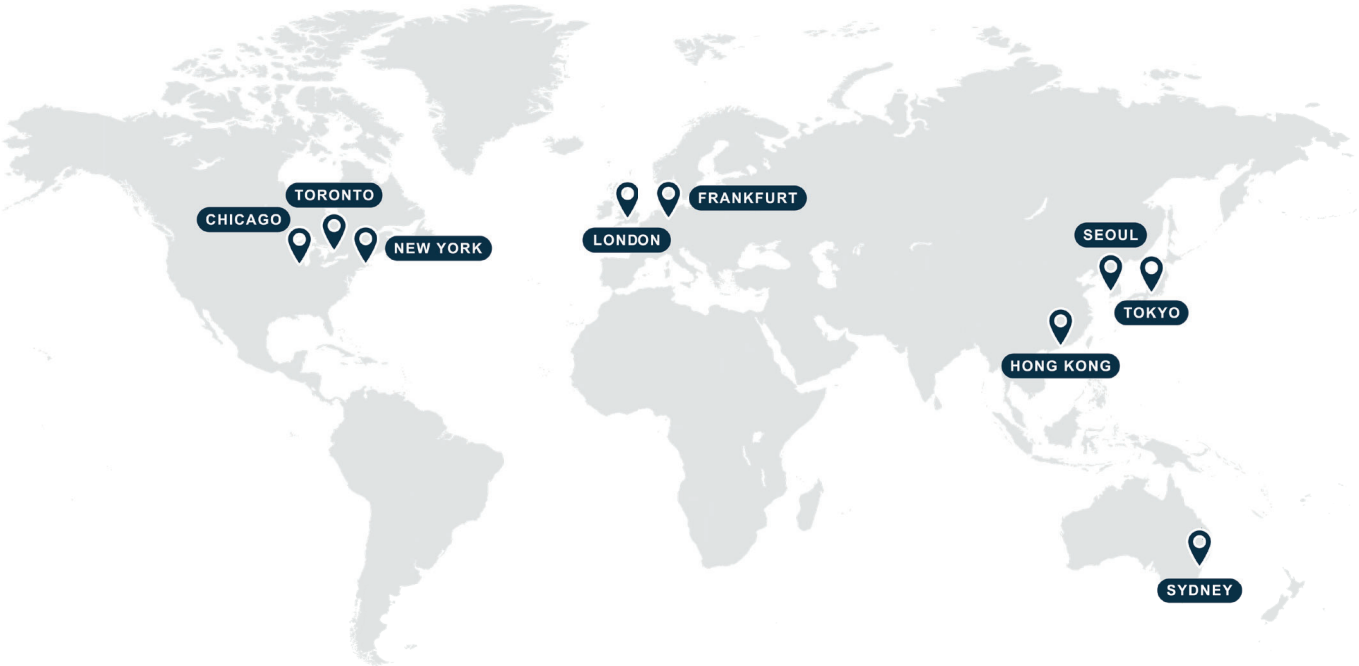 TORONTO
CHICAGO
NEW YORK
FRANKFURT
LONDON
SEOUL
TOKYO
HONG KONG
SYDNEY